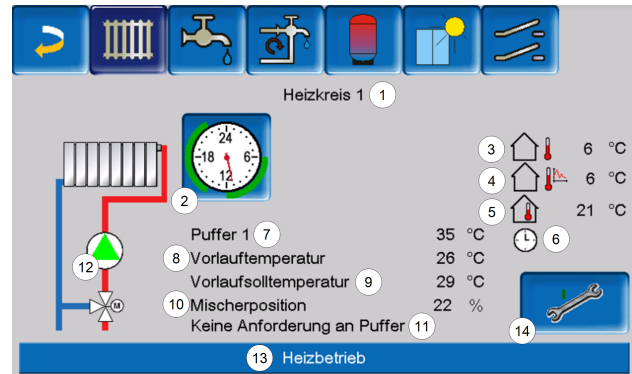 Heizkreis 1 1
24
18 6
12
2
3 6 °C
4 6 °C
5 21 °C
6
Puffer 1 7 35 °C
8 Vorlauftemperatur 26 °C
Vorlaufsolltemperatur 9 29 °C
10 Mischerposition 22 %
Keine Anforderung an Puffer 11
12
M
14
13 Heizbetrieb